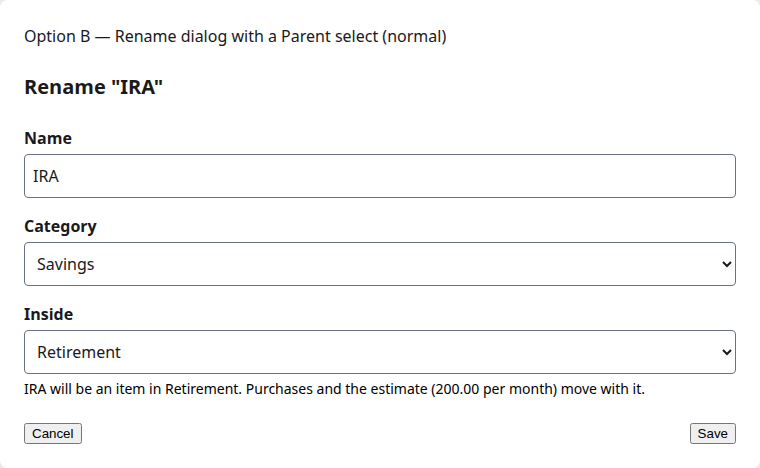 Option B — Rename dialog with a Parent select (normal)
Rename "IRA"
Name
IRA
Category
Savings
Inside
Retirement
IRA will be an item in Retirement. Purchases and the estimate (200.00 per month) move with it.
Cancel
Save